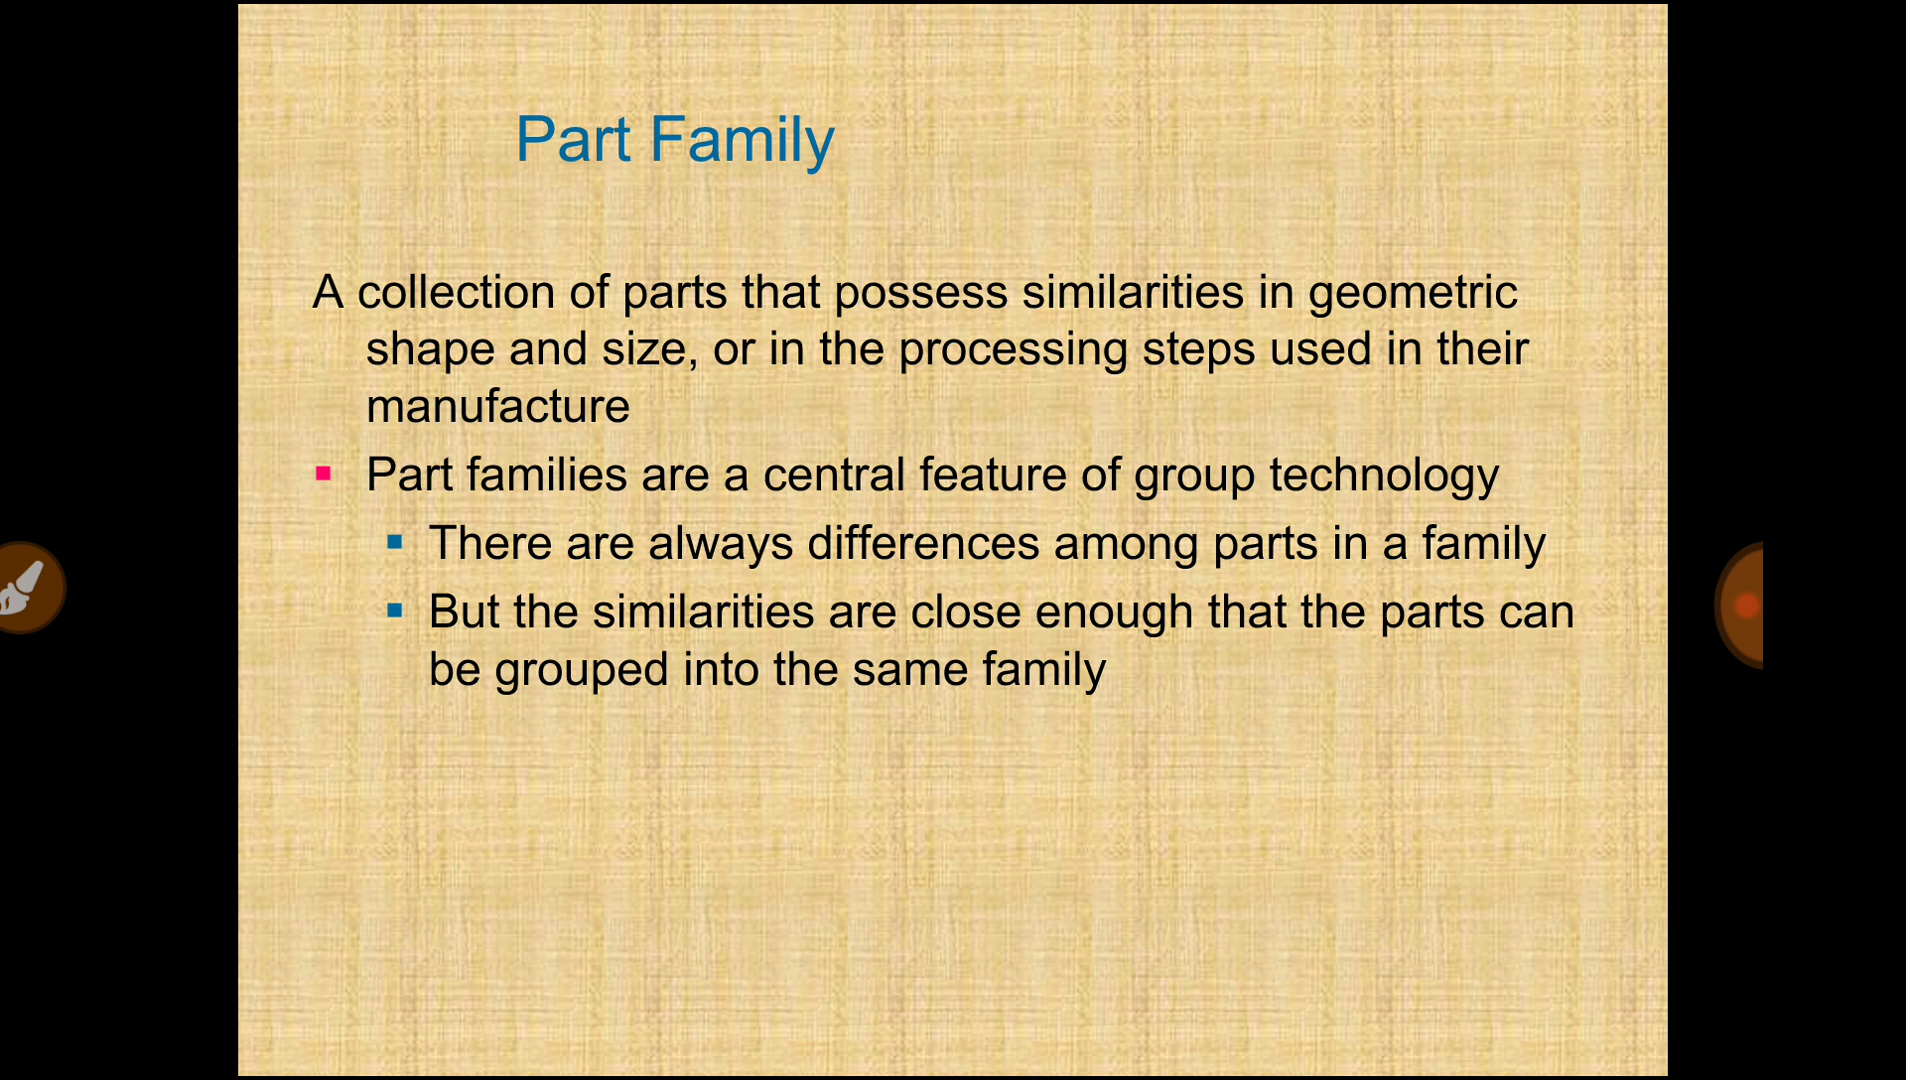 Part Family
A collection of parts that possess similarities in geometric
shape and size, or in the processing steps used in their
manufacture
Part families are a central feature of group technology
There are always differences among parts in a family
But the similarities are close enough that the parts can
be grouped into the same family